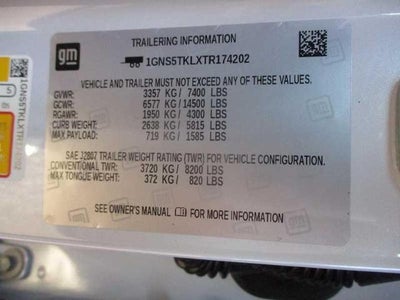 gm
TRAILERING INFORMATION
1GNS5TKLXTR174202
VEHICLE AND TRAILER MUST NOT EXCEED ANY OF THESE VALUES.
GVWR: 3357 KG / 7400 LBS
GCWR: 6577 KG / 14500 LBS
RGAWR: 1950 KG / 4300 LBS
CURB WEIGHT: 2638 KG / 5815 LBS
MAX PAYLOAD: 719 KG / 1585 LBS
SAE J2807 TRAILER WEIGHT RATING (TWR) FOR VEHICLE CONFIGURATION.
CONVENTIONAL TWR: 3720 KG / 8200 LBS
MAX TONGUE WEIGHT: 372 KG / 820 LBS
SEE OWNER'S MANUAL FOR MORE INFORMATION
1GNS5TKLXTR174202
5